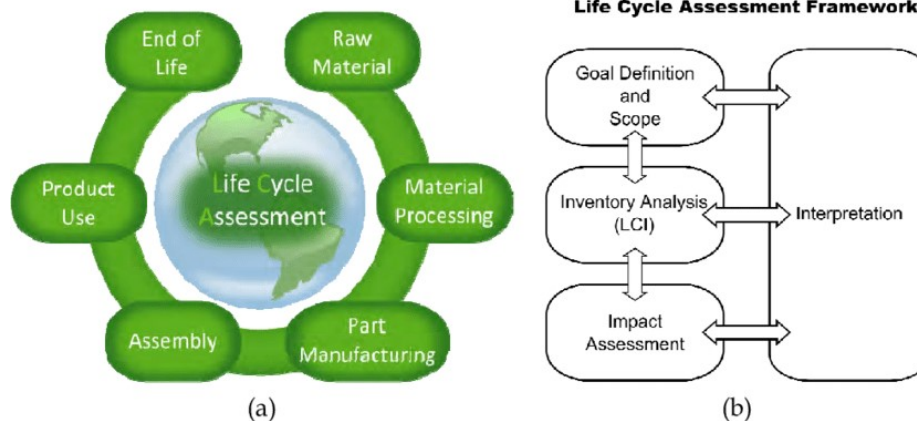 End of
Life
Raw
Material
Product
Use
Life Cycle
Assessment
Material
Processing
Assembly
Part
Manufacturing
(a)
Life Cycle Assessment Framework
Goal Definition
and
Scope
Inventory Analysis
(LCI)
Interpretation
Impact
Assessment
(b)